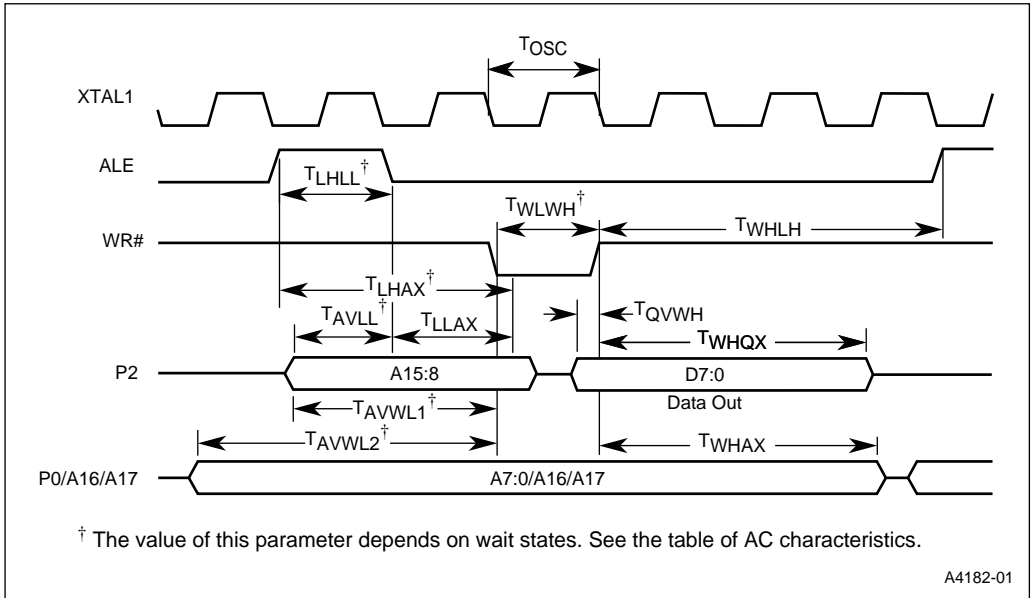 TOSC
XTAL1
ALE
TLHLL†
TWLWH†
TWHLH
WR#
TLHAX†
TAVLL†
TLLAX
TQVWH
TWHQX
P2
A15:8
D7:0
Data Out
TAVWL1†
TAVWL2†
TWHAX
P0/A16/A17
A7:0/A16/A17
† The value of this parameter depends on wait states. See the table of AC characteristics.
A4182-01